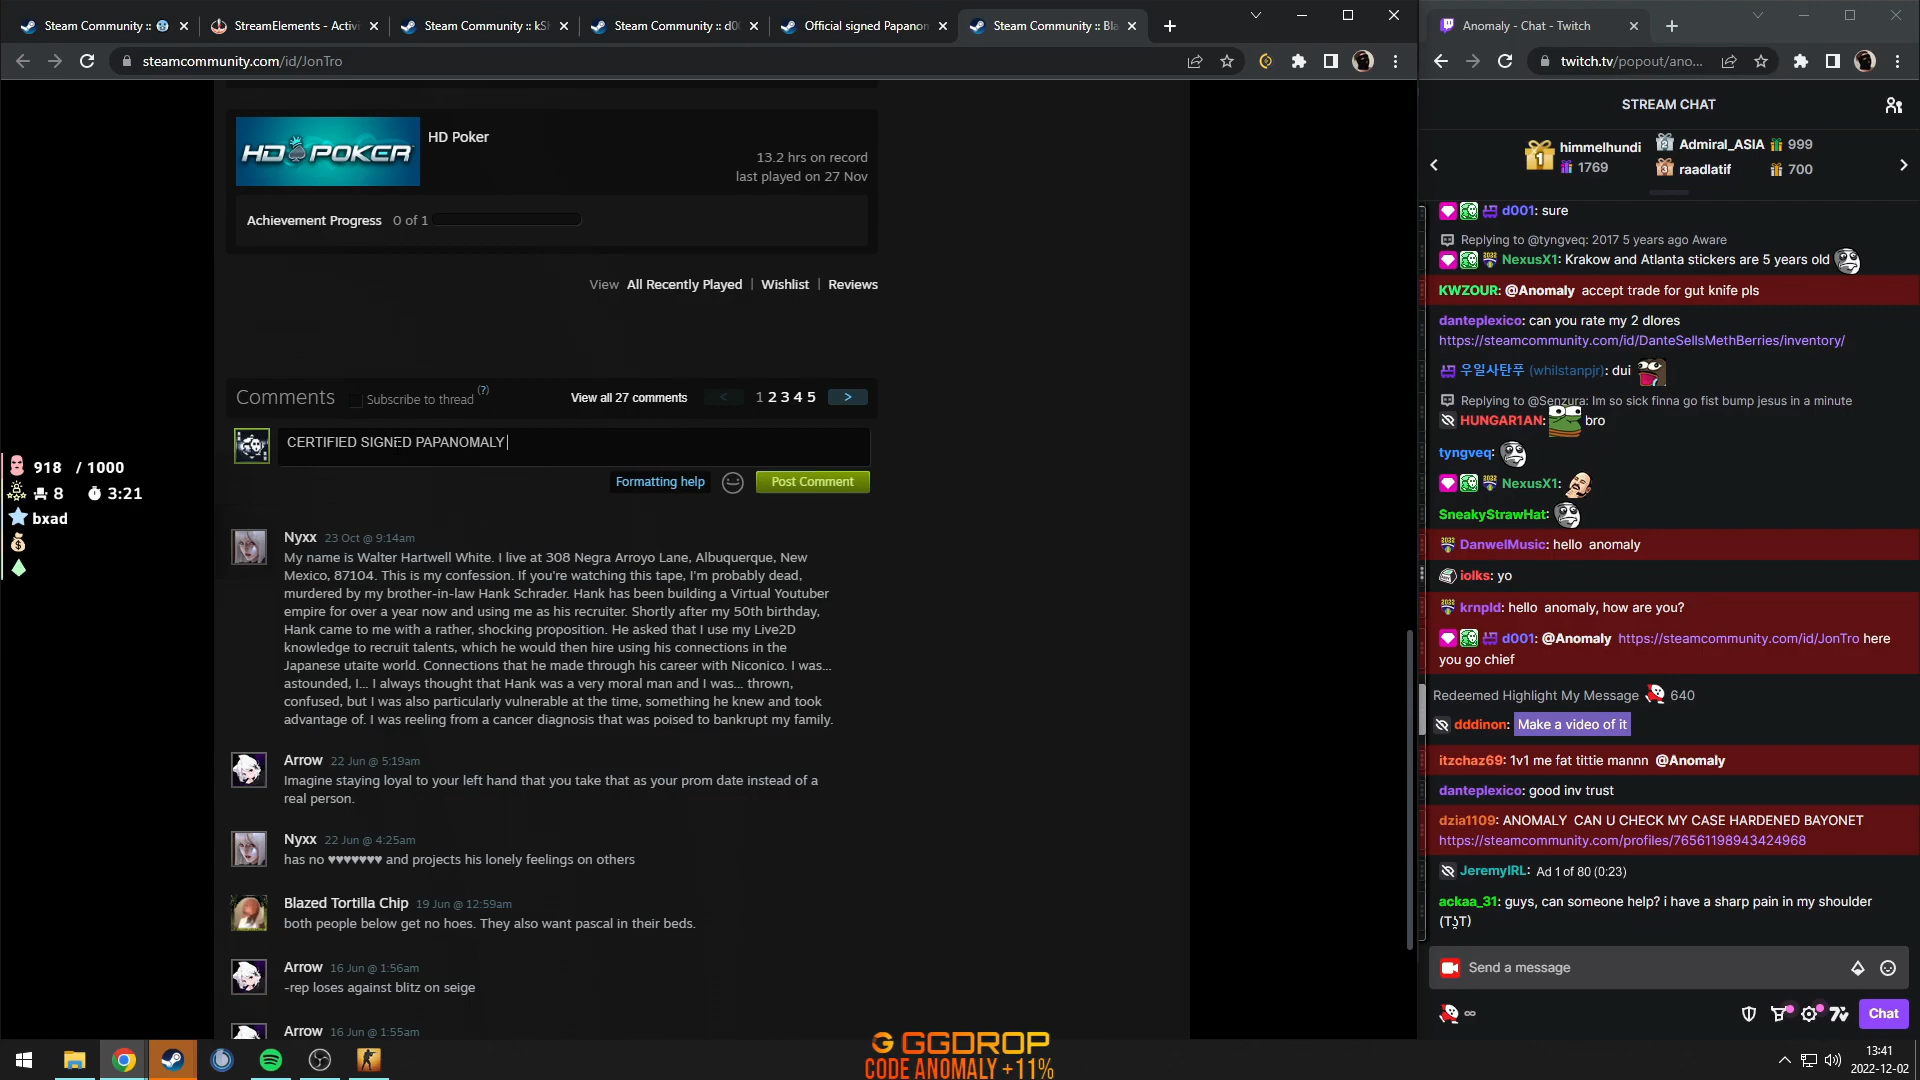 Steam Community ::
StreamElements - Activi
Steam Community :: kSh
Steam Community :: d00
Official signed Papanom
Steam Community :: Bla
Anomaly - Chat - Twitch
steamcommunity.com/id/JonTro
twitch.tv/popout/ano...
HD POKER
HD Poker
13.2 hrs on record
last played on 27 Nov
Achievement Progress 0 of 1
View All Recently Played | Wishlist | Reviews
Comments
Subscribe to thread (?)
View all 27 comments < 1 2 3 4 5 >
CERTIFIED SIGNED PAPANOMALY
Formatting help
Post Comment
918 / 1000
8 3:21
bxad
Nyxx 23 Oct @ 9:14am
My name is Walter Hartwell White. I live at 308 Negra Arroyo Lane, Albuquerque, New
Mexico, 87104. This is my confession. If you're watching this tape, I'm probably dead,
murdered by my brother-in-law Hank Schrader. Hank has been building a Virtual Youtuber
empire for over a year now and using me as his recruiter. Shortly after my 50th birthday,
Hank came to me with a rather, shocking proposition. He asked that I use my Live2D
knowledge to recruit talents, which he would then hire using his connections in the
Japanese utaite world. Connections that he made through his career with Niconico. I was...
astounded, I... I always thought that Hank was a very moral man and I was... thrown,
confused, but I was also particularly vulnerable at the time, something he knew and took
advantage of. I was reeling from a cancer diagnosis that was poised to bankrupt my family.
Arrow 22 Jun @ 5:19am
Imagine staying loyal to your left hand that you take that as your prom date instead of a
real person.
Nyxx 22 Jun @ 4:25am
has no ♥♥♥♥♥♥♥ and projects his lonely feelings on others
Blazed Tortilla Chip 19 Jun @ 12:59am
both people below get no hoes. They also want pascal in their beds.
Arrow 16 Jun @ 1:56am
-rep loses against blitz on seige
Arrow 16 Jun @ 1:55am
STREAM CHAT
1 himmelhundi
1769
2 Admiral_ASIA 999
3 raadlatif 700
d001: sure
Replying to @tyngveq: 2017 5 years ago Aware
NexusX1: Krakow and Atlanta stickers are 5 years old
KWZOUR: @Anomaly accept trade for gut knife pls
danteplexico: can you rate my 2 dlores
https://steamcommunity.com/id/DanteSellsMethBerries/inventory/
우일사탄푸 (whilstanpjr): dui
Replying to @Senzura: Im so sick finna go fist bump jesus in a minute
HUNGAR1AN: bro
tyngveq:
NexusX1:
SneakyStrawHat:
DanwelMusic: hello anomaly
iolks: yo
krnpld: hello anomaly, how are you?
d001: @Anomaly https://steamcommunity.com/id/JonTro here
you go chief
Redeemed Highlight My Message 640
dddinon: Make a video of it
itzchaz69: 1v1 me fat tittie mannn @Anomaly
danteplexico: good inv trust
dzia1109: ANOMALY CAN U CHECK MY CASE HARDENED BAYONET
https://steamcommunity.com/profiles/76561198943424968
JeremyIRL: Ad 1 of 80 (0:23)
ackaa_31: guys, can someone help? i have a sharp pain in my shoulder
Send a message
∞
Chat
GGDROP
CODE ANOMALY +11%
13:41
2022-12-02